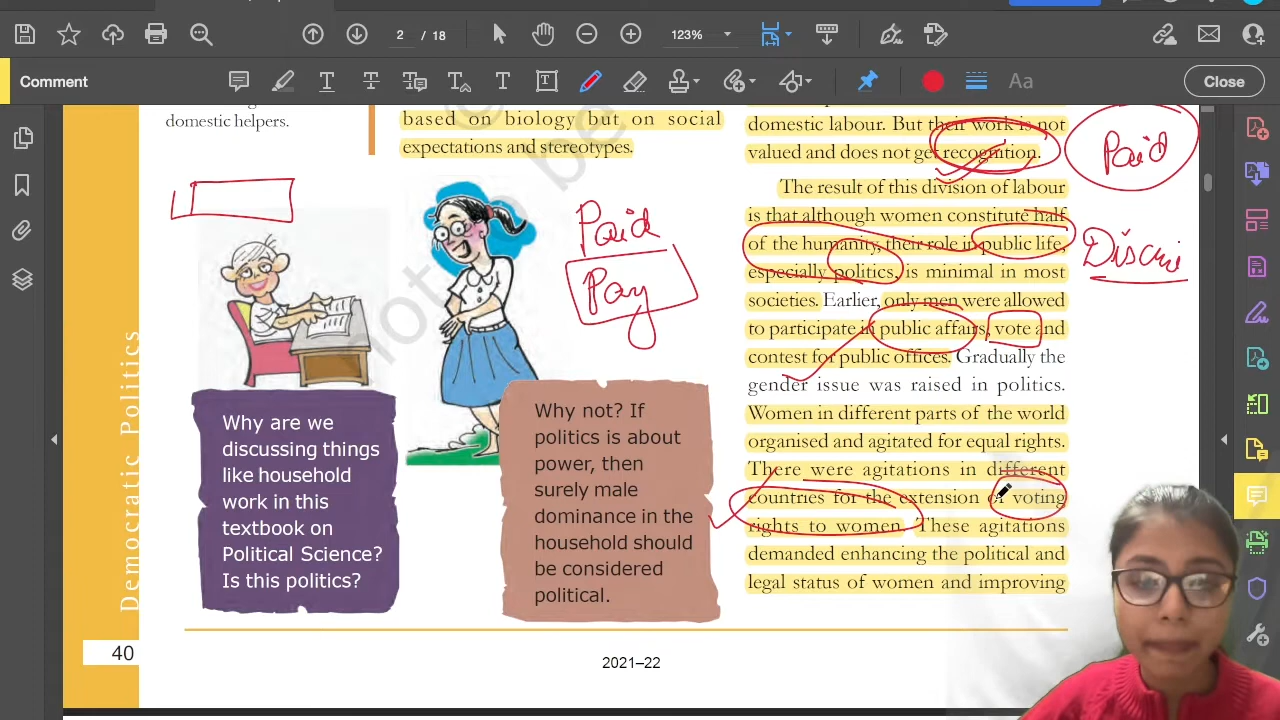 2 / 18
123%
Comment
Close
Aa
domestic helpers.
based on biology but on social
expectations and stereotypes.
domestic labour. But their work is not
valued and does not get recognition.
The result of this division of labour
is that although women constitute half
of the humanity, their role in public life,
especially politics, is minimal in most
societies. Earlier, only men were allowed
to participate in public affairs, vote and
contest for public offices. Gradually the
gender issue was raised in politics.
Women in different parts of the world
organised and agitated for equal rights.
There were agitations in different
countries for the extension of voting
rights to women. These agitations
demanded enhancing the political and
legal status of women and improving
Paid
Discri
Paid
Pay
Why are we
discussing things
like household
work in this
textbook on
Political Science?
Is this politics?
Why not? If
politics is about
power, then
surely male
dominance in the
household should
be considered
political.
Democratic Politics
not to be
40
2021–22